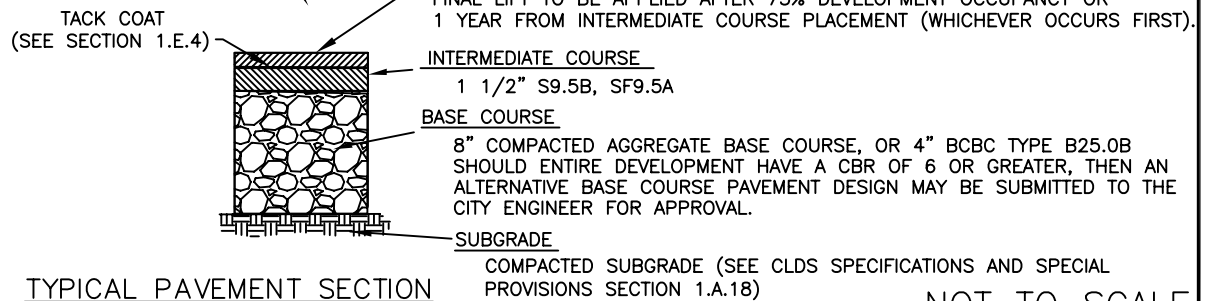 FINAL LIFT TO BE APPLIED AFTER 75% DEVELOPMENT OCCUPANCY OR
1 YEAR FROM INTERMEDIATE COURSE PLACEMENT (WHICHEVER OCCURS FIRST).
TACK COAT
(SEE SECTION 1.E.4)
INTERMEDIATE COURSE
1 1/2" S9.5B, SF9.5A
BASE COURSE
8" COMPACTED AGGREGATE BASE COURSE, OR 4" BCBC TYPE B25.0B
SHOULD ENTIRE DEVELOPMENT HAVE A CBR OF 6 OR GREATER, THEN AN
ALTERNATIVE BASE COURSE PAVEMENT DESIGN MAY BE SUBMITTED TO THE
CITY ENGINEER FOR APPROVAL.
SUBGRADE
COMPACTED SUBGRADE (SEE CLDS SPECIFICATIONS AND SPECIAL
PROVISIONS SECTION 1.A.18)
TYPICAL PAVEMENT SECTION
NOT TO SCALE